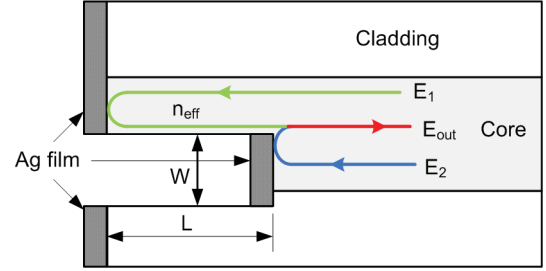 Cladding
E1
neff
Eout
Core
Ag film
W
E2
L